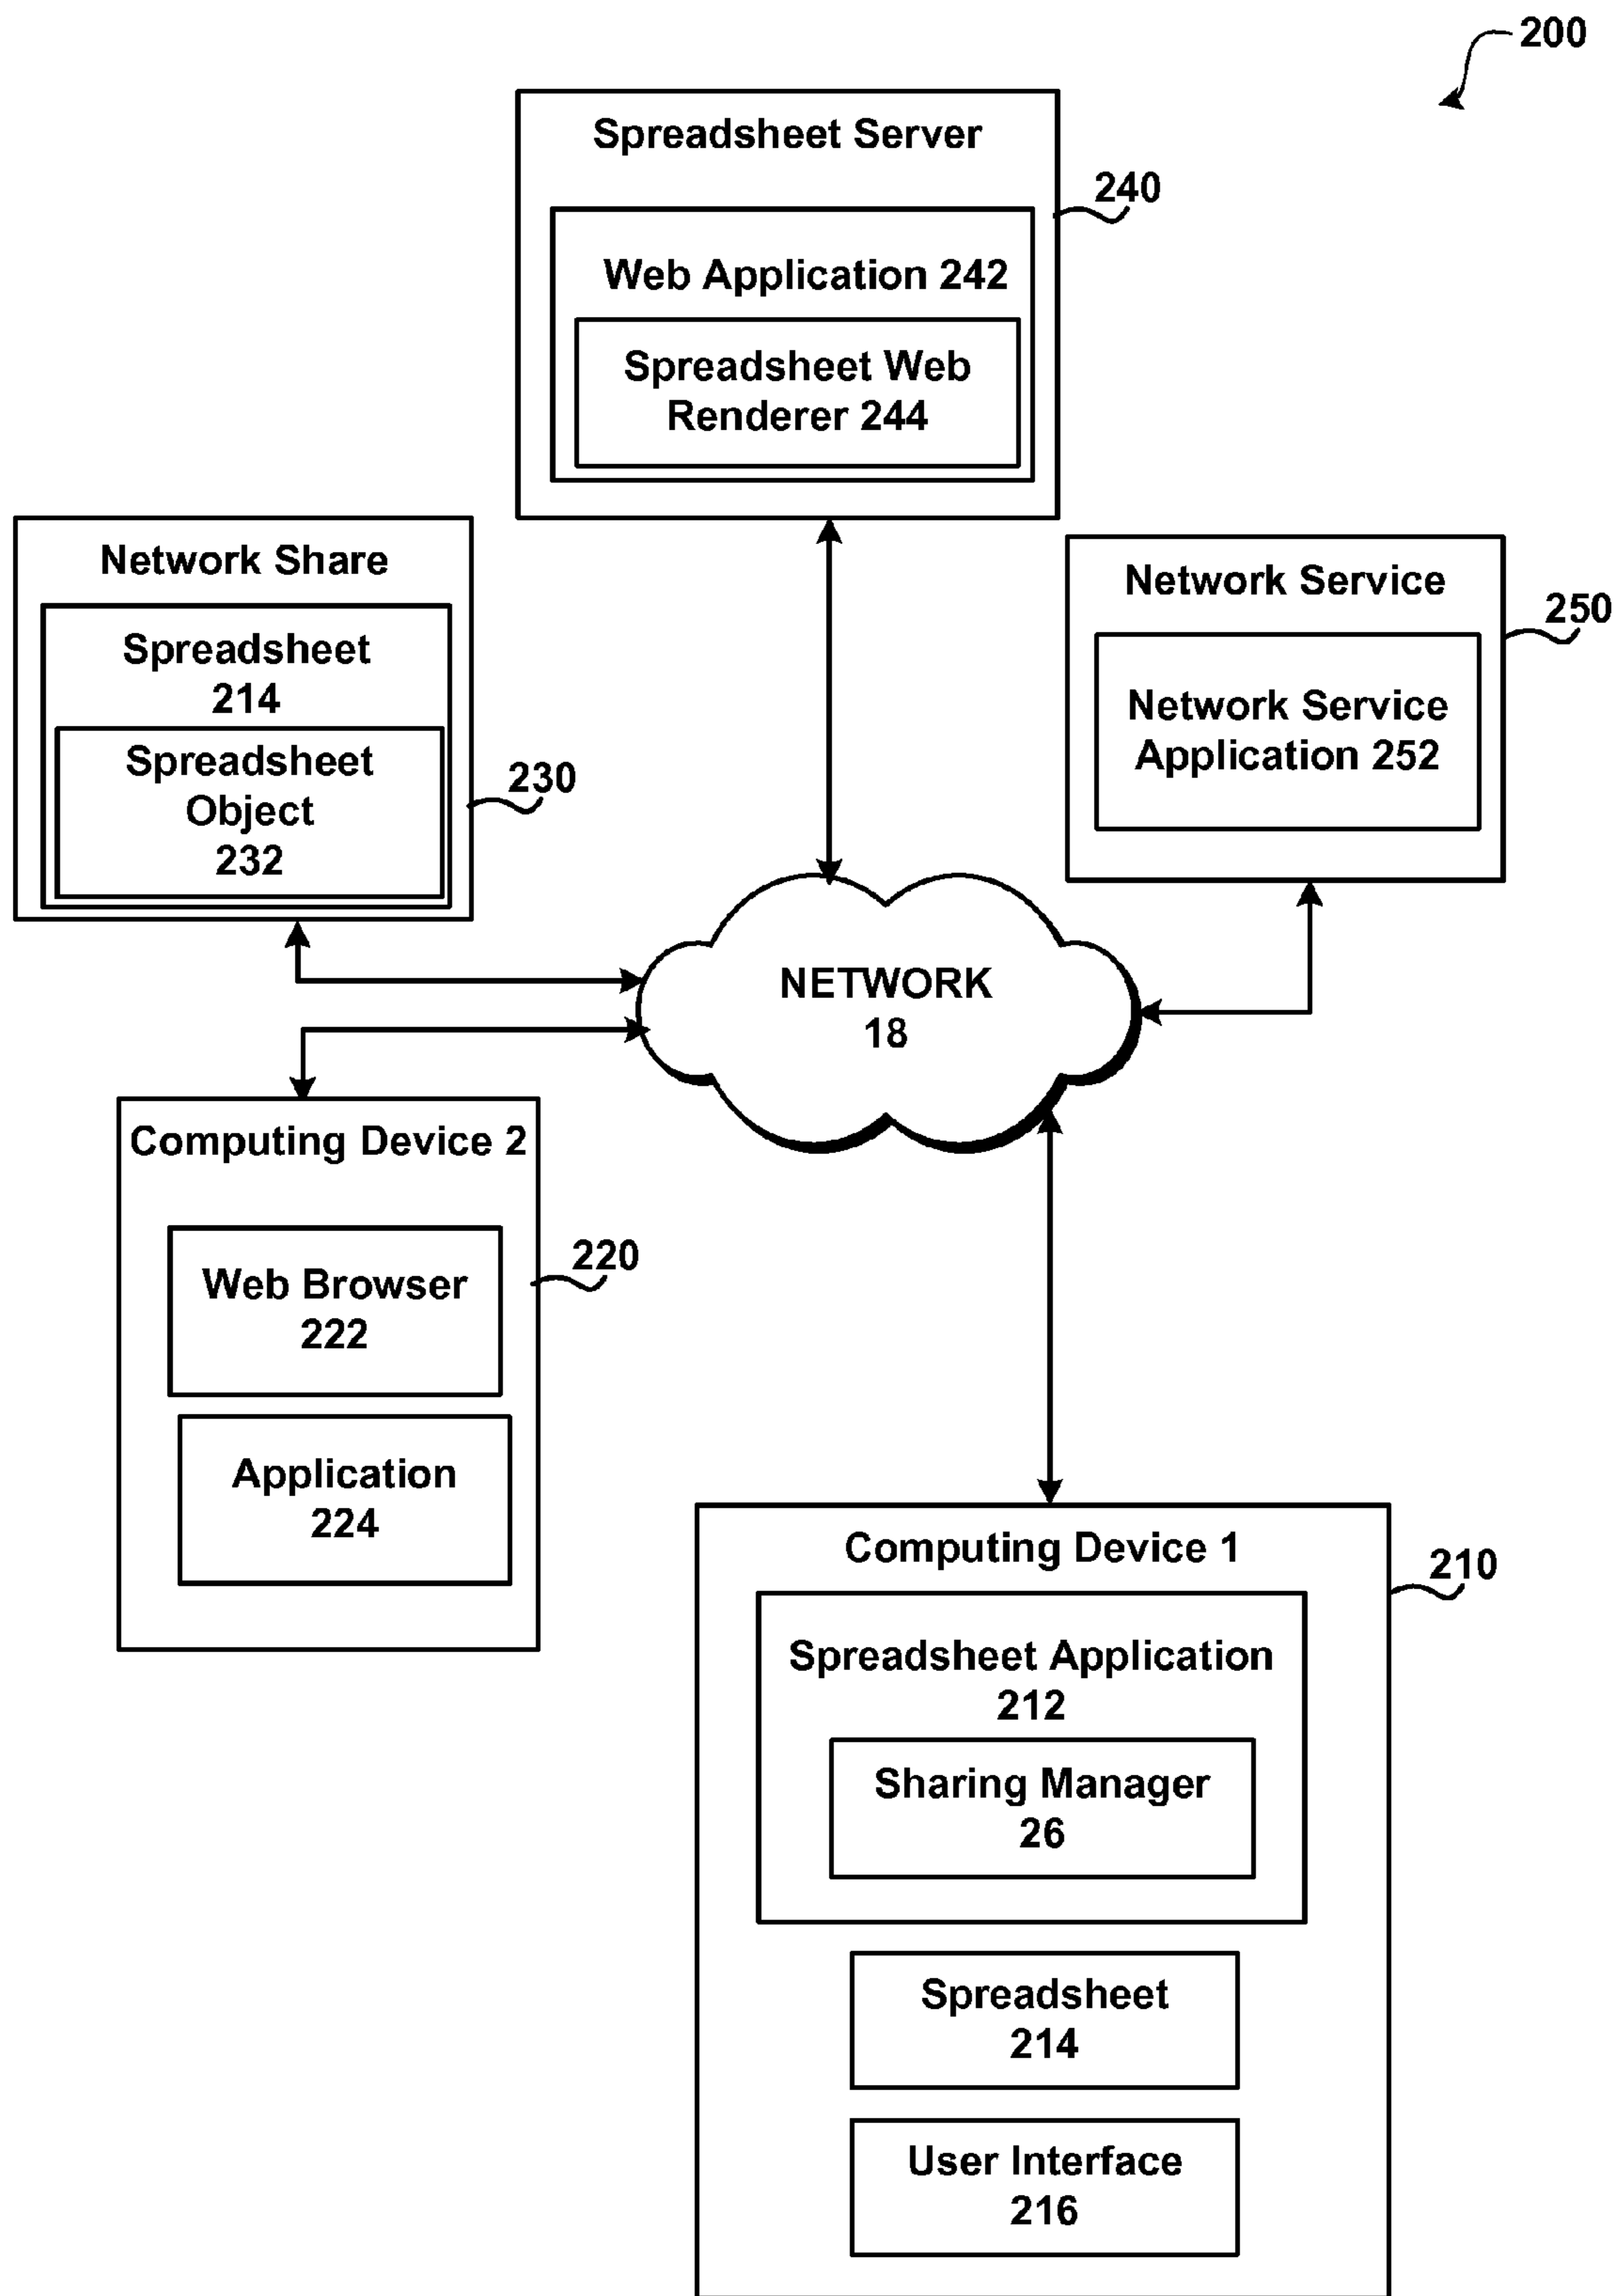 200
Spreadsheet Server
240
Web Application 242
Spreadsheet Web
Renderer 244
Network Share
Spreadsheet
214
Spreadsheet
Object
232
230
Network Service
250
Network Service
Application 252
NETWORK
18
Computing Device 2
Web Browser
222
220
Application
224
Computing Device 1
210
Spreadsheet Application
212
Sharing Manager
26
Spreadsheet
214
User Interface
216